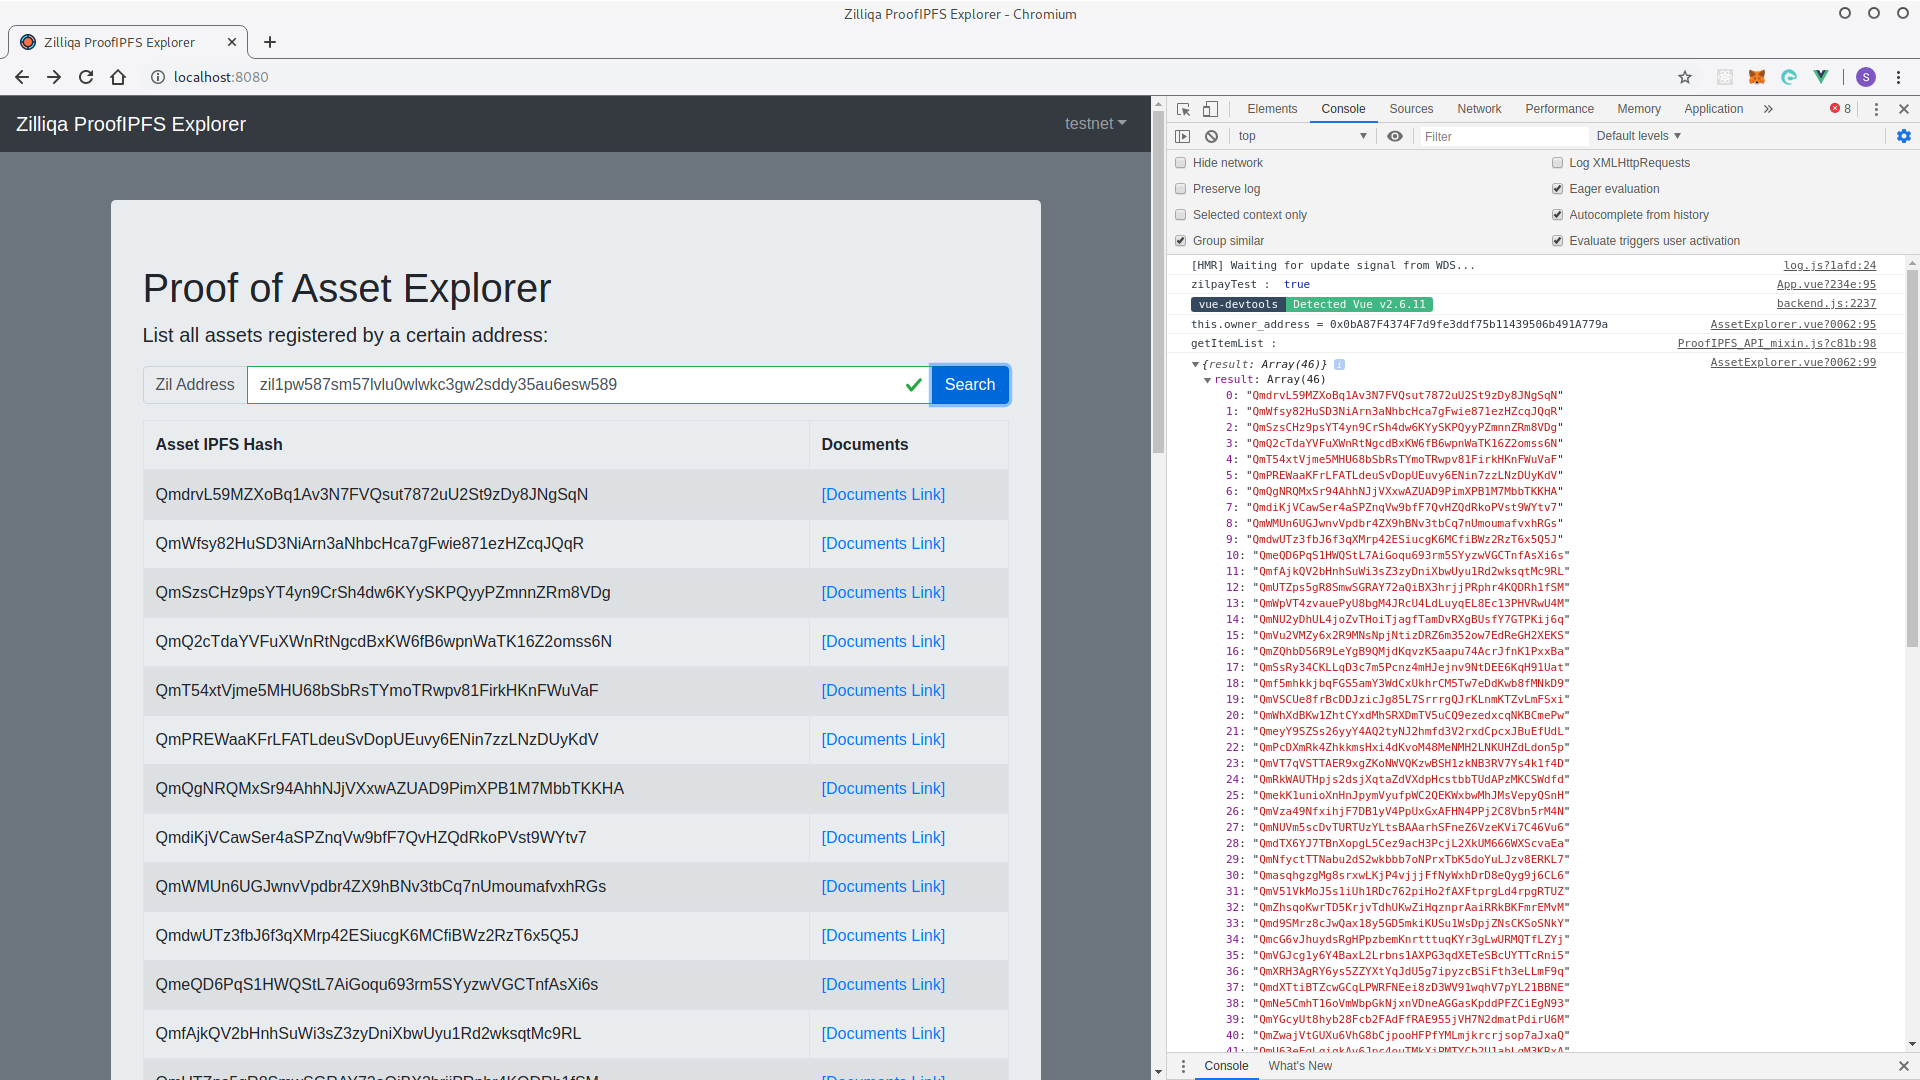 Zilliqa ProofIPFS Explorer - Chromium
Zilliqa ProofIPFS Explorer
localhost:8080
S
Zilliqa ProofIPFS Explorer
testnet
Proof of Asset Explorer
List all assets registered by a certain address:
Zil Address
zil1pw587sm57lvlu0wlwkc3gw2sddy35au6esw589
Search
Asset IPFS Hash Documents
QmdrvL59MZXoBq1Av3N7FVQsut7872uU2St9zDy8JNgSqN [Documents Link]
QmWfsy82HuSD3NiArn3aNhbcHca7gFwie871ezHZcqJQqR [Documents Link]
QmSzsCHz9psYT4yn9CrSh4dw6KYySKPQyyPZmnnZRm8VDg [Documents Link]
QmQ2cTdaYVFuXWnRtNgcdBxKW6fB6wpnWaTK16Z2omss6N [Documents Link]
QmT54xtVjme5MHU68bSbRsTYmoTRwpv81FirkHKnFWuVaF [Documents Link]
QmPREWaaKFrLFATLdeuSvDopUEuvy6ENin7zzLNzDUyKdV [Documents Link]
QmQgNRQMxSr94AhhNJjVXxwAZUAD9PimXPB1M7MbbTKKHA [Documents Link]
QmdiKjVCawSer4aSPZnqVw9bfF7QvHZQdRkoPVst9WYtv7 [Documents Link]
QmWMUn6UGJwnvVpdbr4ZX9hBNv3tbCq7nUmoumafvxhRGs [Documents Link]
QmdwUTz3fbJ6f3qXMrp42ESiucgK6MCfiBWz2RzT6x5Q5J [Documents Link]
QmeQD6PqS1HWQStL7AiGoqu693rm5SYyzwVGCTnfAsXi6s [Documents Link]
QmfAjkQV2bHnhSuWi3sZ3zyDniXbwUyu1Rd2wksqtMc9RL [Documents Link]
Elements Console Sources Network Performance Memory Application 8
top Filter Default levels
Hide network Log XMLHttpRequests
Preserve log Eager evaluation
Selected context only Autocomplete from history
Group similar Evaluate triggers user activation
[HMR] Waiting for update signal from WDS... log.js?1afd:24
zilpayTest : true App.vue?234e:95
vue-devtools Detected Vue v2.6.11 backend.js:2237
this.owner_address = 0x0bA87F4374F7d9fe3ddf75b11439506b491A779a AssetExplorer.vue?0062:95
getItemList : ProofIPFS_API_mixin.js?c81b:98
{result: Array(46)} AssetExplorer.vue?0062:99
result: Array(46)
0: "QmdrvL59MZXoBq1Av3N7FVQsut7872uU2St9zDy8JNgSqN"
1: "QmWfsy82HuSD3NiArn3aNhbcHca7gFwie871ezHZcqJQqR"
2: "QmSzsCHz9psYT4yn9CrSh4dw6KYySKPQyyPZmnnZRm8VDg"
3: "QmQ2cTdaYVFuXWnRtNgcdBxKW6fB6wpnWaTK16Z2omss6N"
4: "QmT54xtVjme5MHU68bSbRsTYmoTRwpv81FirkHKnFWuVaF"
5: "QmPREWaaKFrLFATLdeuSvDopUEuvy6ENin7zzLNzDUyKdV"
6: "QmQgNRQMxSr94AhhNJjVXxwAZUAD9PimXPB1M7MbbTKKHA"
7: "QmdiKjVCawSer4aSPZnqVw9bfF7QvHZQdRkoPVst9WYtv7"
8: "QmWMUn6UGJwnvVpdbr4ZX9hBNv3tbCq7nUmoumafvxhRGs"
9: "QmdwUTz3fbJ6f3qXMrp42ESiucgK6MCfiBWz2RzT6x5Q5J"
10: "QmeQD6PqS1HWQStL7AiGoqu693rm5SYyzwVGCTnfAsXi6s"
11: "QmfAjkQV2bHnhSuWi3sZ3zyDniXbwUyu1Rd2wksqtMc9RL"
12: "QmUTZps5gR8SmwSGRAY72aQiBX3hrjjPRphr4KQDRh1fSM"
13: "QmWpVT4zvauePyU8bgM4JRcU4LdLuyqEL8Ec13PHVRwU4M"
14: "QmNU2yDhUL4joZvTHoiTjagfTamDvRXgBUsfY7GTPKij6q"
15: "QmVu2VMZy6x2R9MNsNpjNtizDRZ6m352ow7EdReGH2XEKS"
16: "QmZQhbD56R9LeYgB9QMjdKqvzK5aapu74AcrJfnK1PxxBa"
17: "QmSsRy34CKLLqD3c7m5Pcnz4mHJejnv9NtDEE6KqH91Uat"
18: "Qmf5mhkkjbqFGS5amY3WdCxUkhrCM5Tw7eDdKwb8fMNkD9"
19: "QmVSCUe8frBcDDJzicJg85L7SrrrgQJrKLnmKTZvLmFSxi"
20: "QmWhXdBKw1ZhtCYxdMhSRXDmTV5uCQ9ezedxcqNKBCmePw"
21: "QmeyY9SZSs26yyY4AQ2tyNJ2hmfd3V2rxdCpcxJBuEfUdL"
22: "QmPcDXmRk4ZhkkmsHxi4dKvoM48MeNMH2LNKUHZdLdon5p"
23: "QmVT7qVSTTAER9xgZKoNWVQKzwBSH1zkNB3RV7Ys4k1f4D"
24: "QmRkWAUTHpjs2dsjXqtaZdVXdpHcstbbTUdAPzMKCSWdfd"
25: "QmekK1unioXnHnJpymVyufpWC2QEKWxbwMhJMsVepyQSnH"
26: "QmVza49NfxihjF7DB1yV4PpUxGxAFHN4PPj2C8Vbn5rM4N"
27: "QmNUVm5scDvTURTUzYLtsBAAarhSFneZ6VzeKVi7C46Vu6"
28: "QmdTX6YJ7TBnXopgL5Cez9acH3PcjL2XkUM666WXScvaEa"
29: "QmNfyctTTNabu2dS2wkbbb7oNPrxTbK5doYuLJzv8ERKL7"
30: "QmasqhgzgMg8srxwLKjP4vjjjFfNyWxhDrD8eQyg9j6CL6"
31: "QmV51VkMoJ5s1iUh1RDc762piHo2fAXFtprgLd4rpgRTUZ"
32: "QmZhsqoKwrTD5KrjvTdhUKwZiHqznprAaiRRkBKFmrEMvM"
33: "Qmd9SMrz8cJwQax18y5GD5mkiKUSu1WsDpjZNsCKSoSNkY"
34: "QmcG6vJhuydsRgHPpzbemKnrtttuqKYr3gLwURMQTfLZYj"
35: "QmVGJcg1y6Y4BaxL2Lrbns1AXPG3qdXETeSBcUYTTcRni5"
36: "QmXRH3AgRY6ys5ZZYXtYqJdU5g7ipyzcBSiFth3eLLmF9q"
37: "QmdXTtiBTZcwGCqLPWRFNEei8zD3WV91wqhV7pYL21BBNE"
38: "QmNe5CmhT16oVmWbpGkNjxnVDneAGGasKpddPFZCiEgN93"
39: "QmYGcyUt8hyb28Fcb2FAdFfRAE955jVH7N2dmatPdirU6M"
40: "QmZwajVtGUXu6VhG8bCjpooHFPfYMLmjkrcrjsop7aJxaQ"
Console What's New